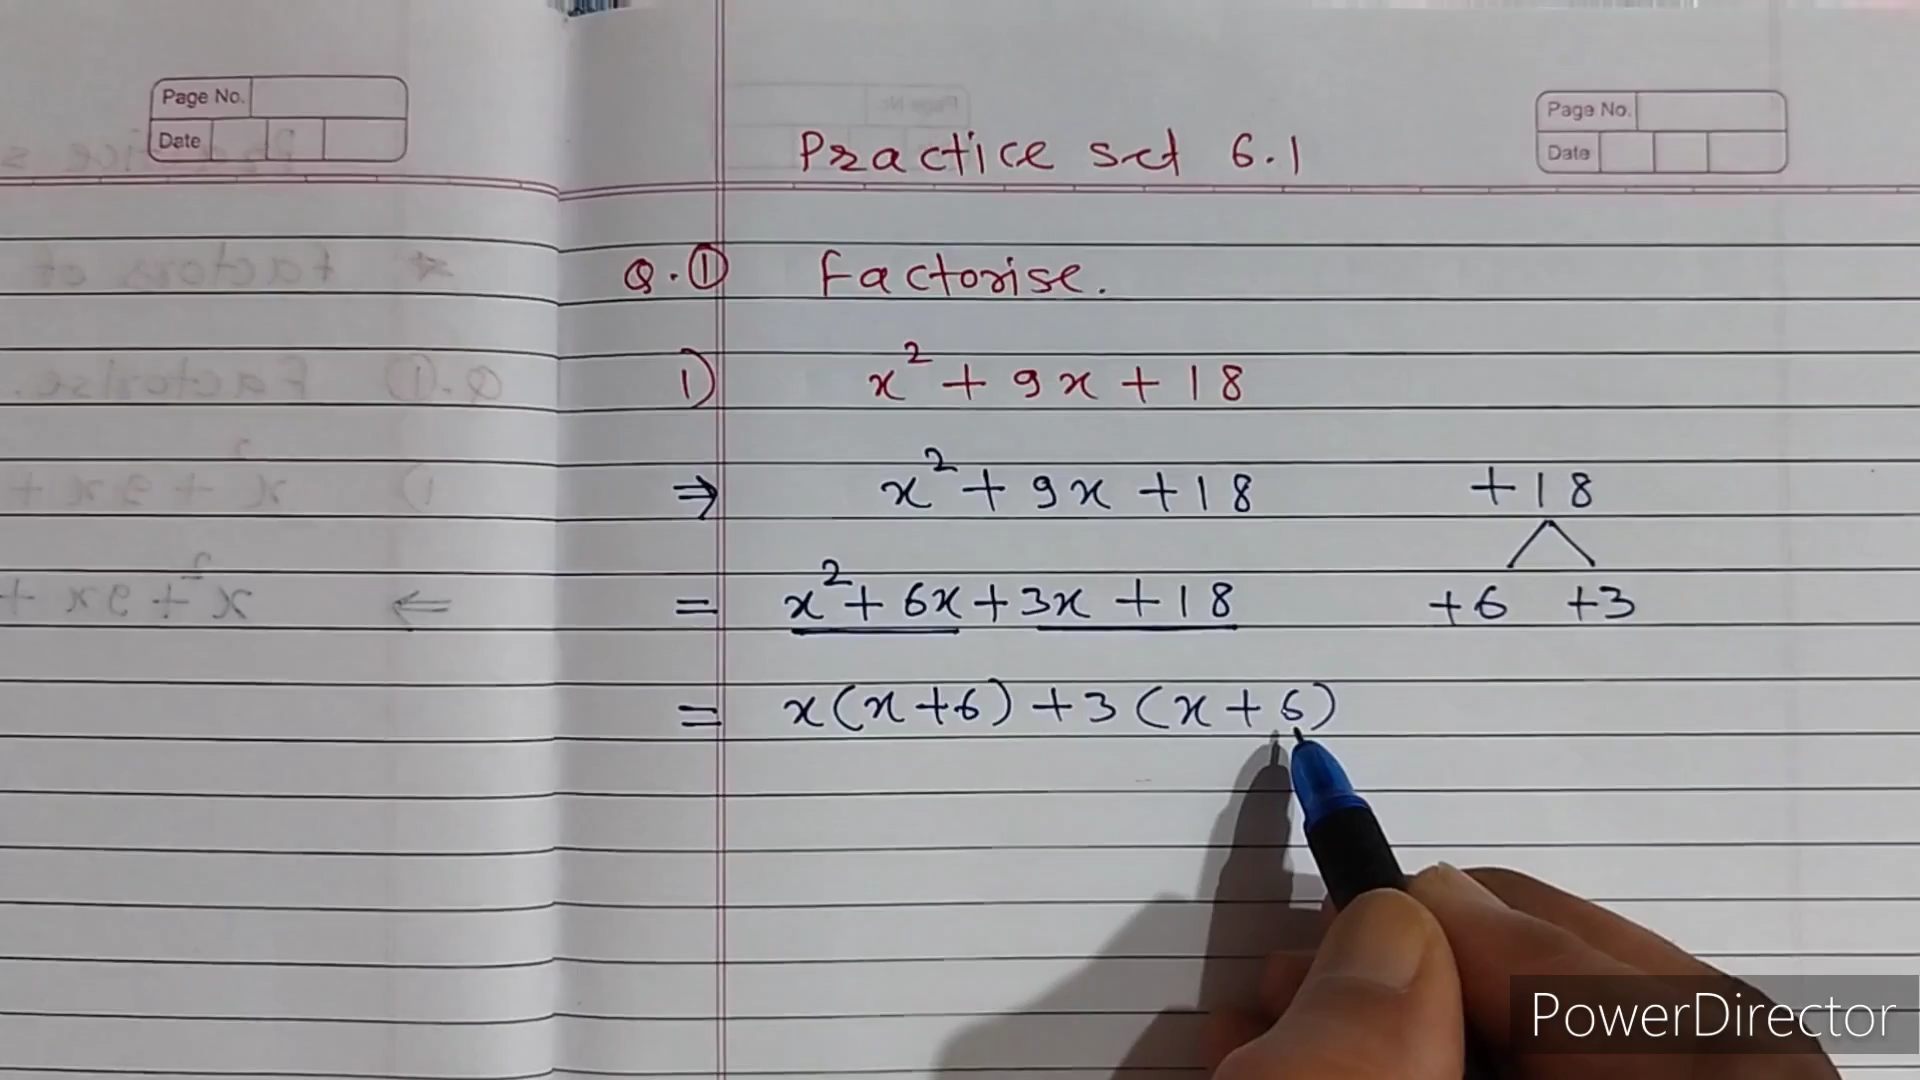 Page No.
Date
Page No.
Date
Practice set 6.1
Q.① Factorise.
1) x² + 9x + 18
⇒ x² + 9x + 18 +18
= x² + 6x + 3x + 18 +6 +3
= x(x+6) +3(x+6)
PowerDirector